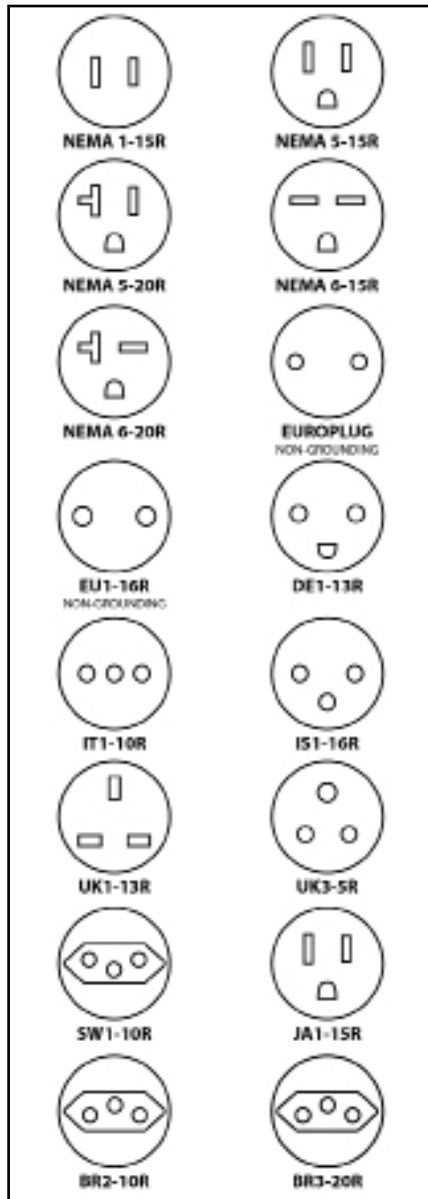 NEMA 1-15R
NEMA 5-15R
NEMA 5-20R
NEMA 6-15R
NEMA 6-20R
EUROPLUG
NON-GROUNDING
EU1-16R
NON-GROUNDING
DE1-13R
IT1-10R
IS1-16R
UK1-13R
UK3-5R
SW1-10R
JA1-15R
BR2-10R
BR3-20R